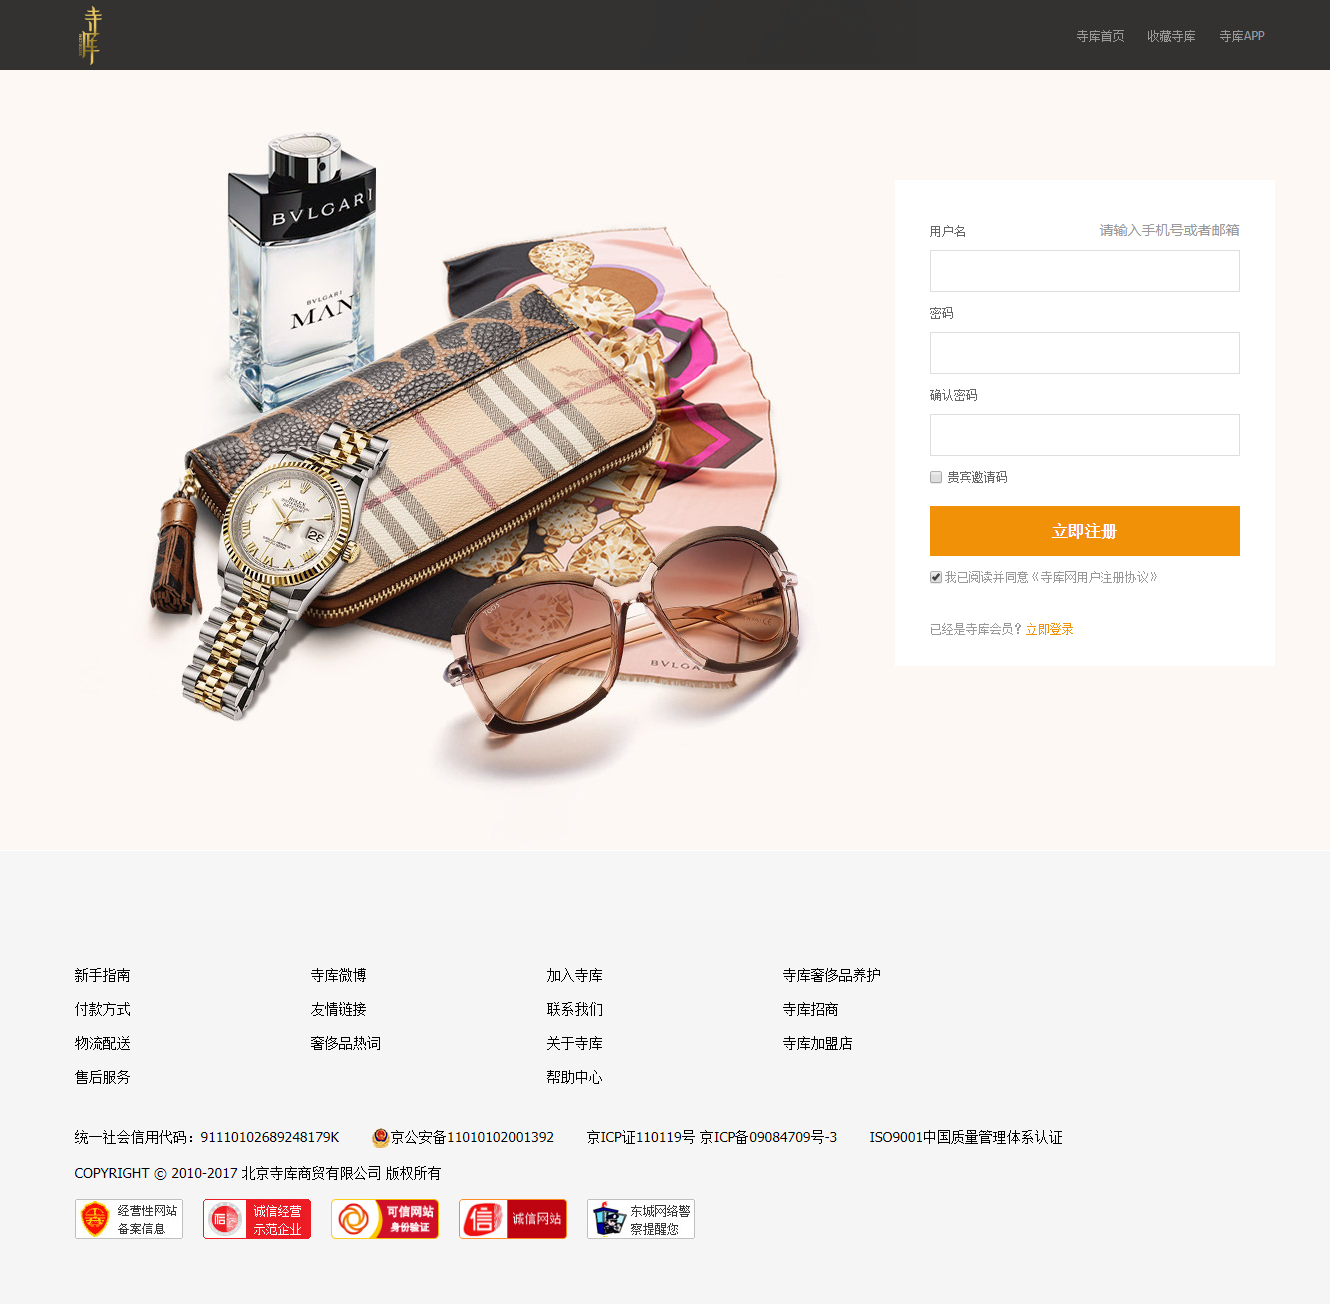 寺库
寺库首页 收藏寺库 寺库APP
BVLGARI
BVLGARI
MAN
用户名 请输入手机号或者邮箱
密码
确认密码
贵宾邀请码
立即注册
我已阅读并同意《寺库网用户注册协议》
已经是寺库会员？立即登录
ROLEX
TODS
BVLGARI
新手指南 寺库微博 加入寺库 寺库奢侈品养护
付款方式 友情链接 联系我们 寺库招商
物流配送 奢侈品热词 关于寺库 寺库加盟店
售后服务 帮助中心
统一社会信用代码：91110102689248179K 京公安备11010102001392 京ICP证110119号 京ICP备09084709号-3 ISO9001中国质量管理体系认证
COPYRIGHT © 2010-2017 北京寺库商贸有限公司 版权所有
经营性网站 诚信经营 可信网站 诚信网站 东城网络警
备案信息 示范企业 身份验证 察提醒您